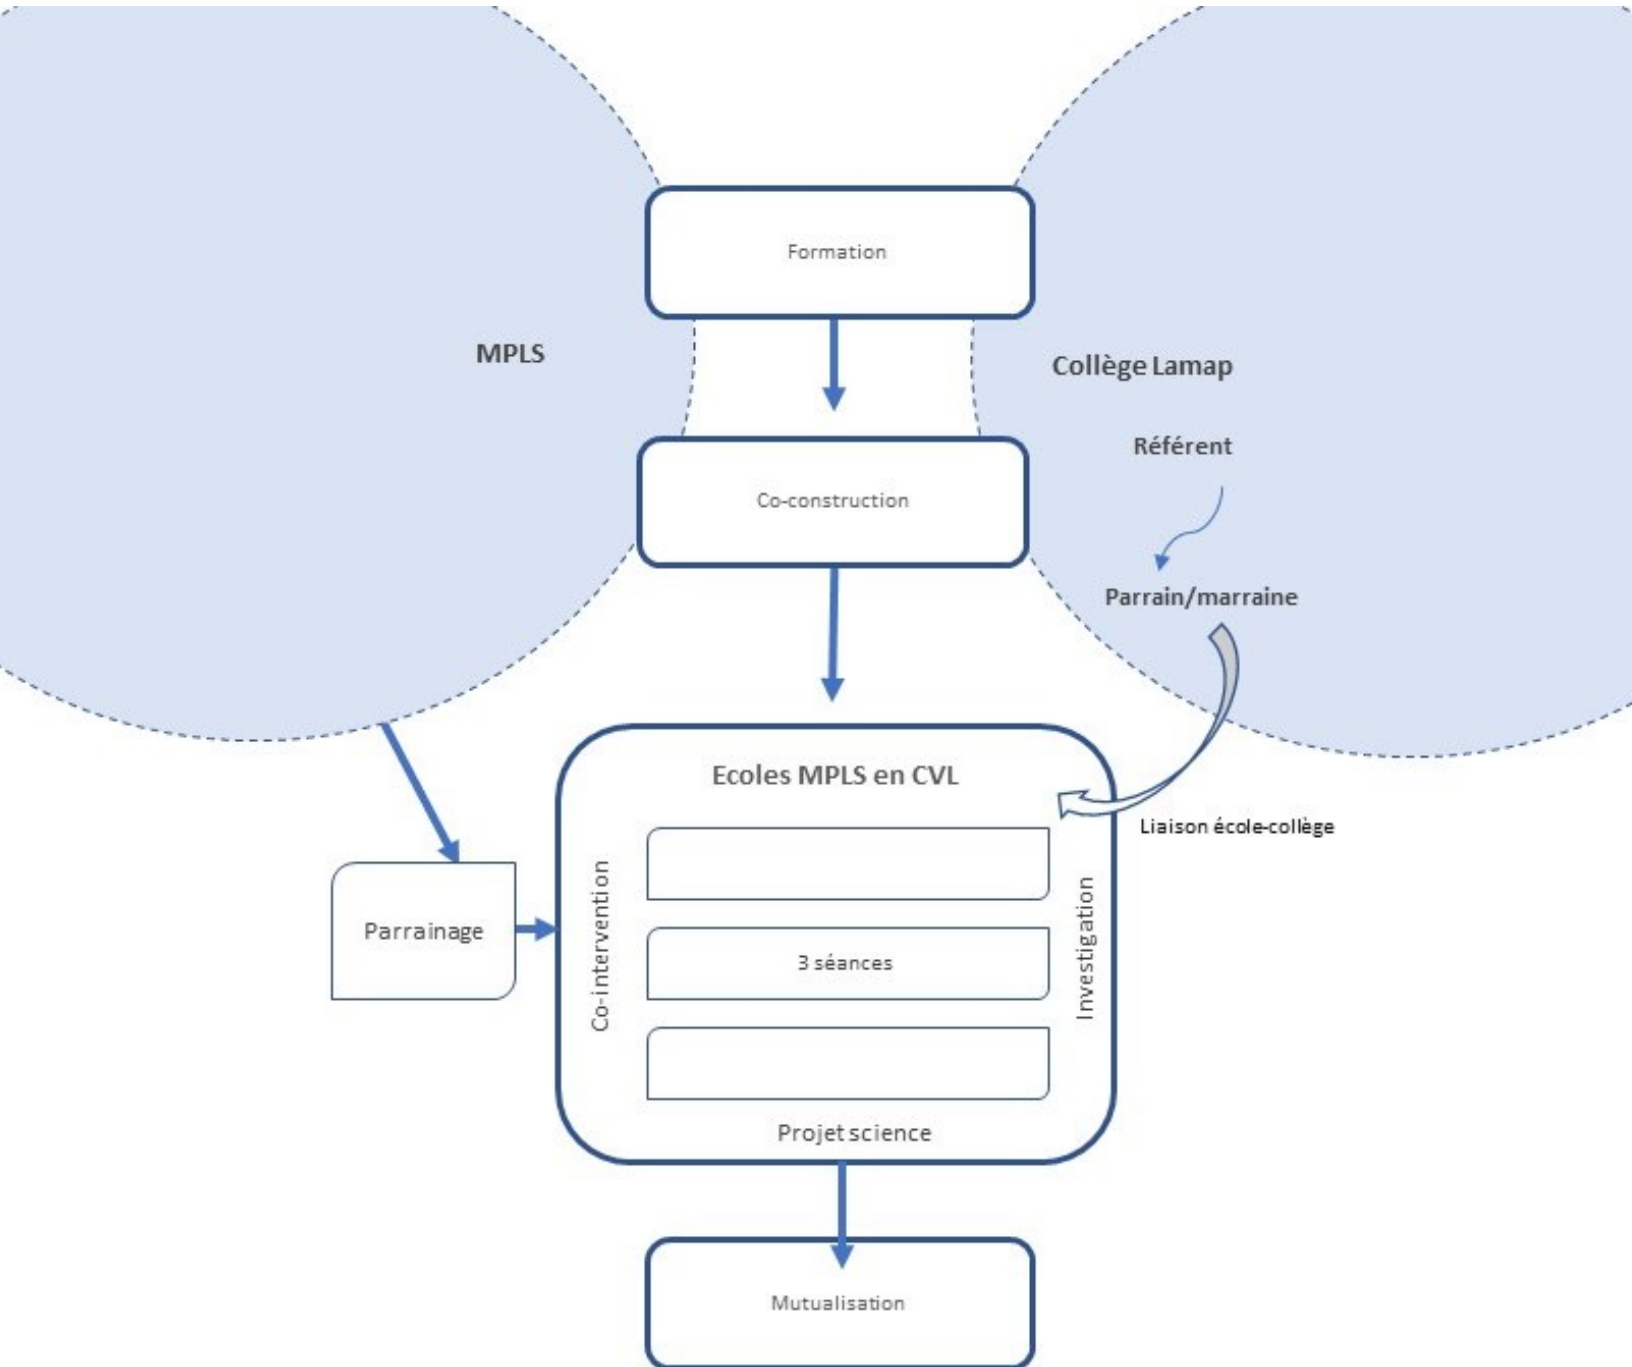 Formation
MPLS
Collège Lamap
Référent
Co-construction
Parrain/marraine
Ecoles MPLS en CVL
Liaison école-collège
Co-intervention
Investigation
Parrainage
3 séances
Projet science
Mutualisation